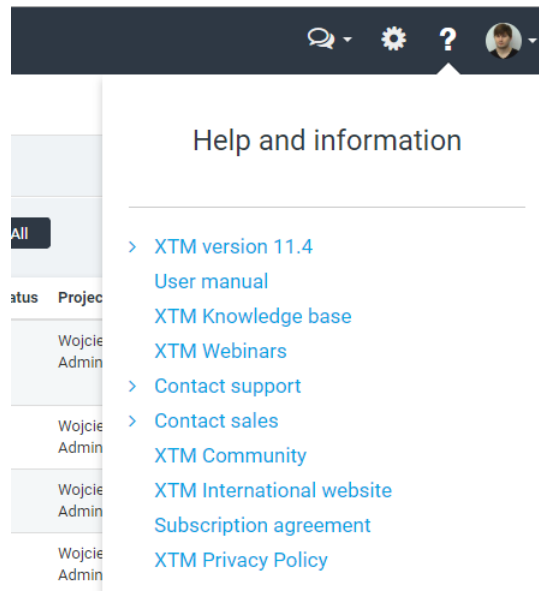 ?
Help and information
All
XTM version 11.4
User manual
atus Projec
XTM Knowledge base
Wojcie
Admin
XTM Webinars
Contact support
Contact sales
Wojcie
Admin
XTM Community
XTM International website
Wojcie
Admin
Subscription agreement
XTM Privacy Policy
Wojcie
Admin